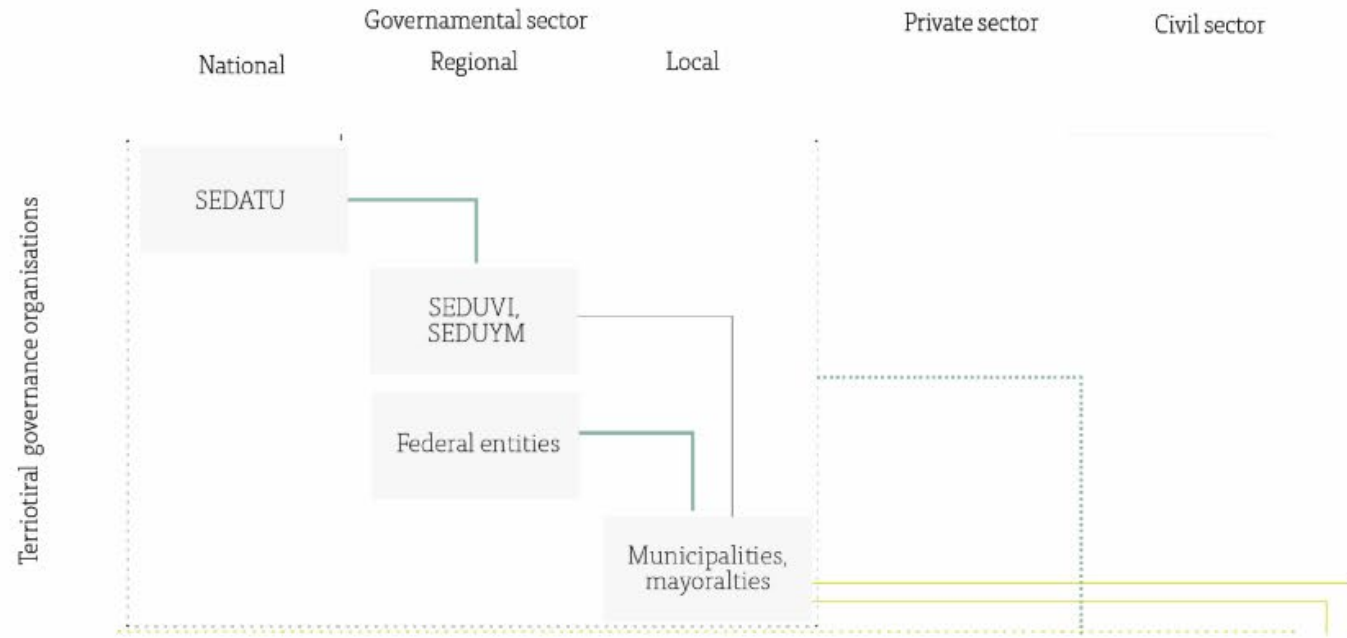 Governamental sector
Private sector
Civil sector
National
Regional
Local
Terriotiral governance organisations
SEDATU
SEDUVI,
SEDUYM
Federal entities
Municipalities,
mayoralties